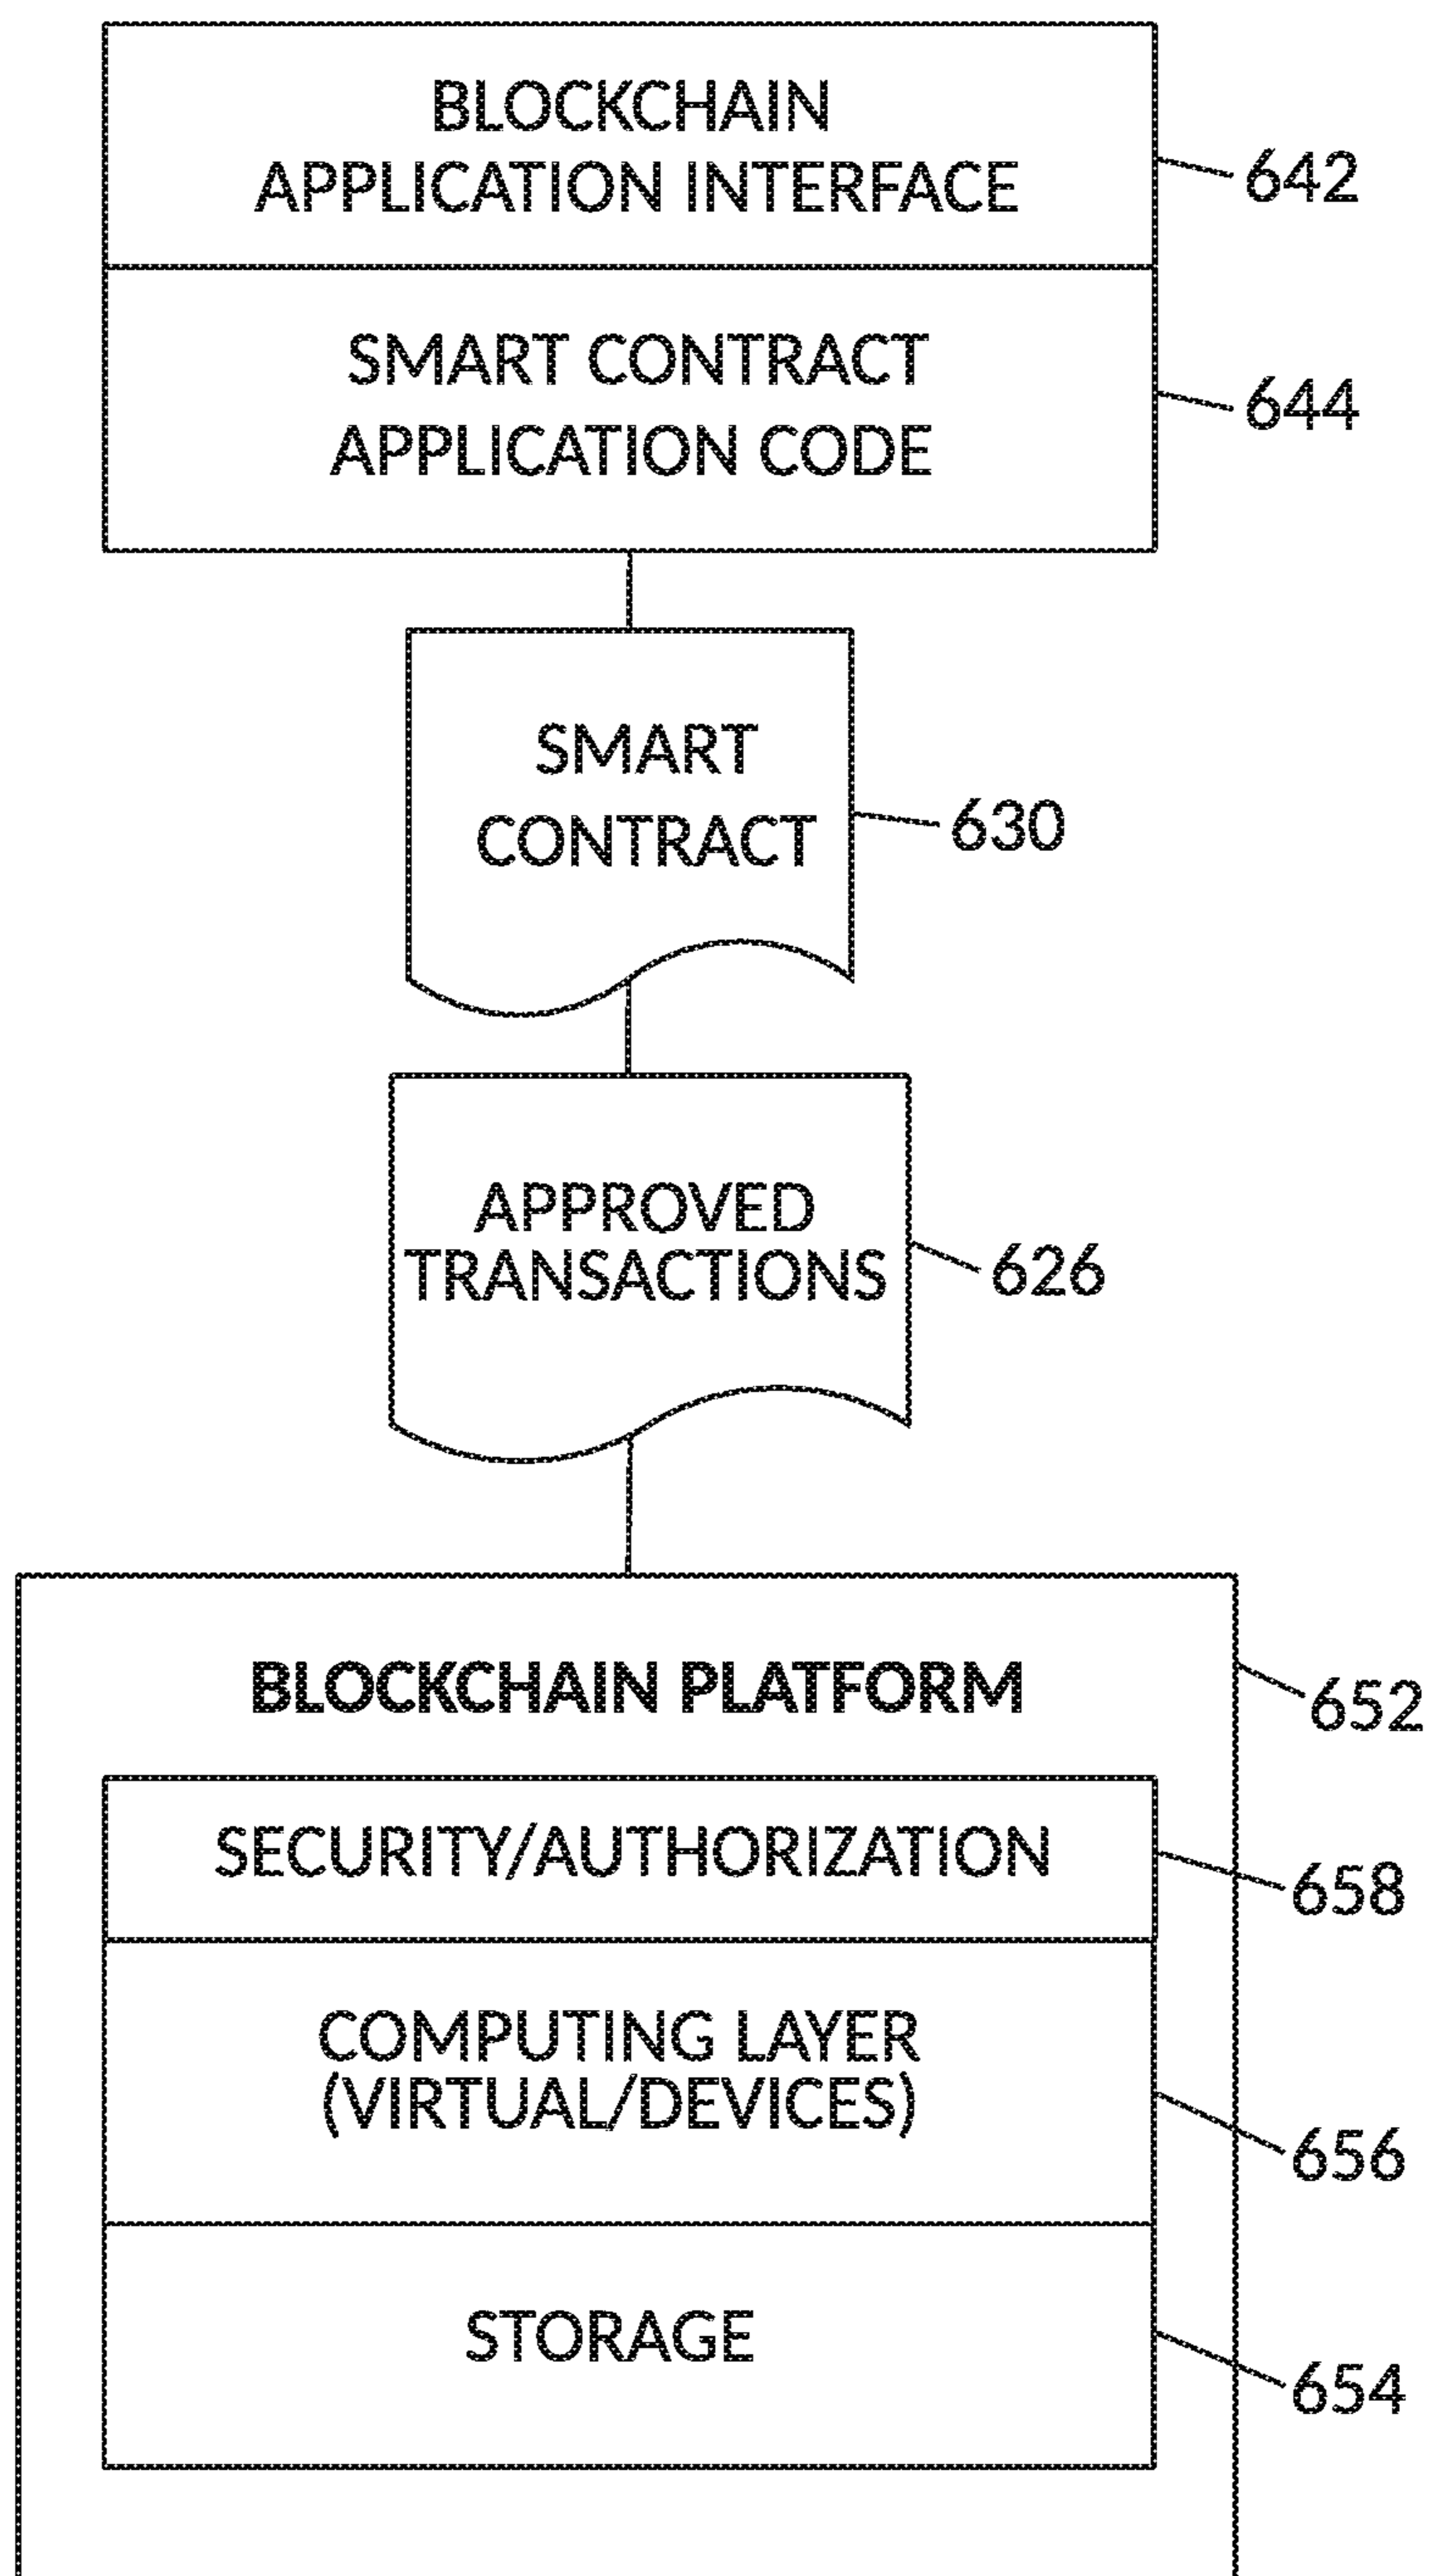 BLOCKCHAIN
APPLICATION INTERFACE
642
SMART CONTRACT
APPLICATION CODE
644
SMART
CONTRACT
630
APPROVED
TRANSACTIONS
626
BLOCKCHAIN PLATFORM
652
SECURITY/AUTHORIZATION
658
COMPUTING LAYER
(VIRTUAL/DEVICES)
656
STORAGE
654